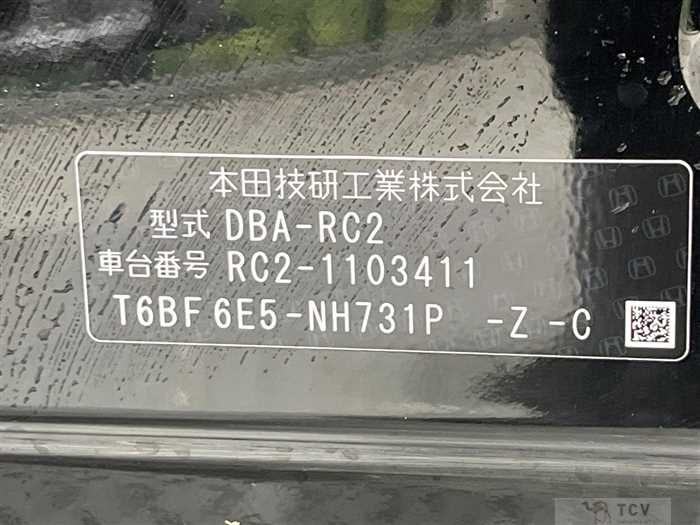 本田技研工業株式会社
型式 DBA-RC2
車台番号 RC2-1103411
T6BF 6E5-NH731P -Z -C
TCV